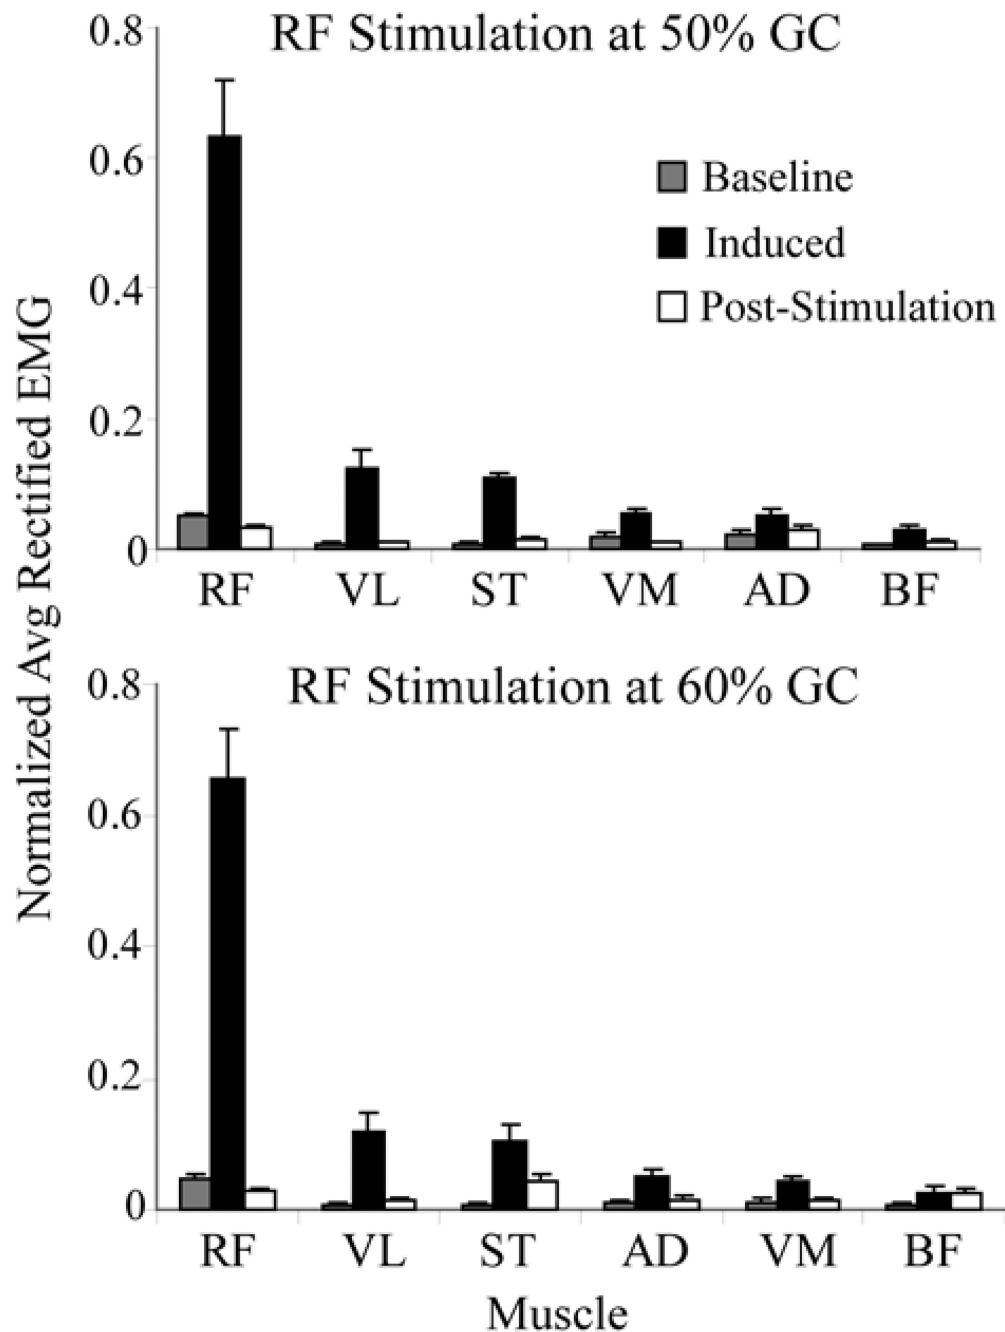 RF Stimulation at 50% GC
0.8
0.6
0.4
0.2
0
Baseline
Induced
Post-Stimulation
RF VL ST VM AD BF
Normalized Avg Rectified EMG
RF Stimulation at 60% GC
0.8
0.6
0.4
0.2
0
RF VL ST AD VM BF
Muscle